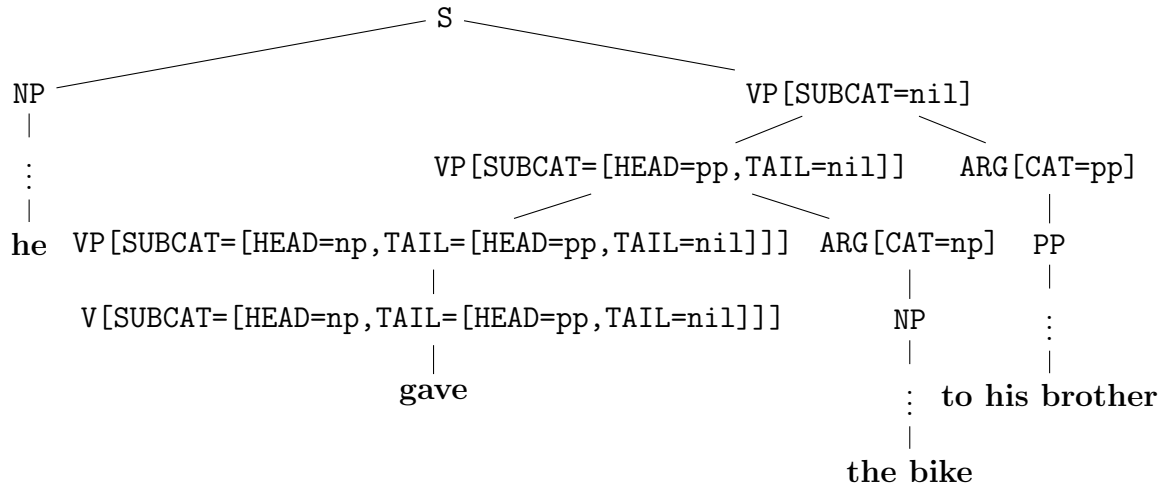 S
NP VP[SUBCAT=nil]
VP[SUBCAT=[HEAD=pp,TAIL=nil]] ARG[CAT=pp]
he VP[SUBCAT=[HEAD=np,TAIL=[HEAD=pp,TAIL=nil]]] ARG[CAT=np] PP
V[SUBCAT=[HEAD=np,TAIL=[HEAD=pp,TAIL=nil]]] NP
gave to his brother
the bike